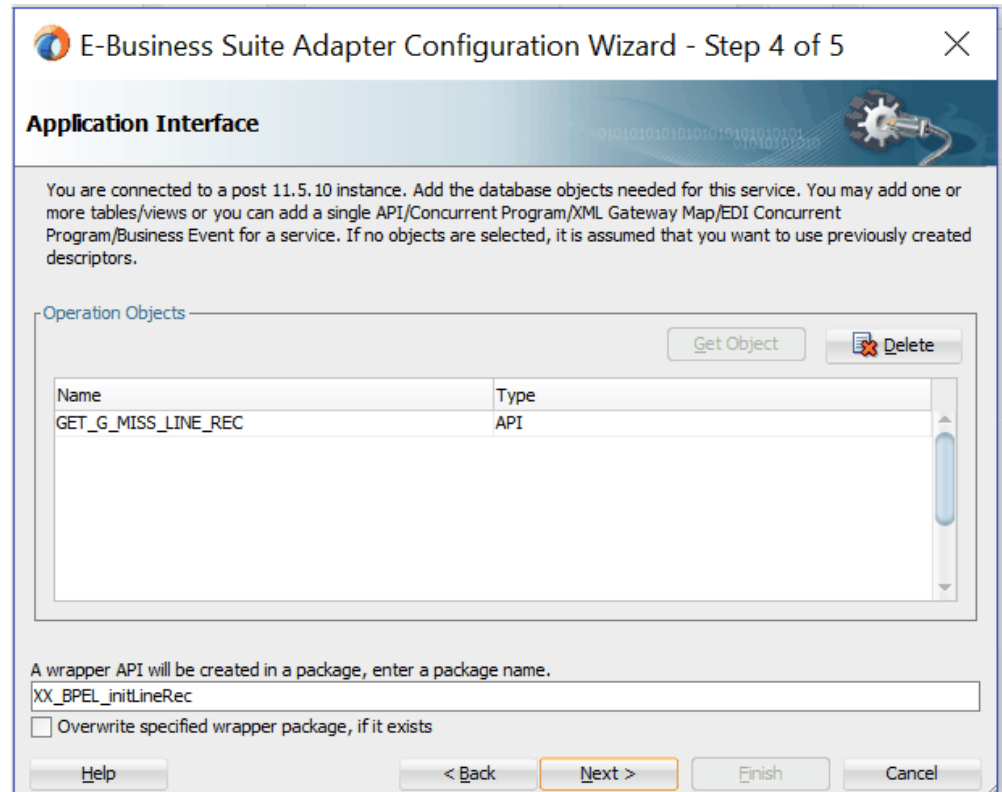 E-Business Suite Adapter Configuration Wizard - Step 4 of 5
Application Interface
You are connected to a post 11.5.10 instance. Add the database objects needed for this service. You may add one or
more tables/views or you can add a single API/Concurrent Program/XML Gateway Map/EDI Concurrent
Program/Business Event for a service. If no objects are selected, it is assumed that you want to use previously created
descriptors.
Operation Objects
Get Object Delete
Name Type
GET_G_MISS_LINE_REC API
A wrapper API will be created in a package, enter a package name.
XX_BPEL_initLineRec
Overwrite specified wrapper package, if it exists
Help < Back Next > Finish Cancel